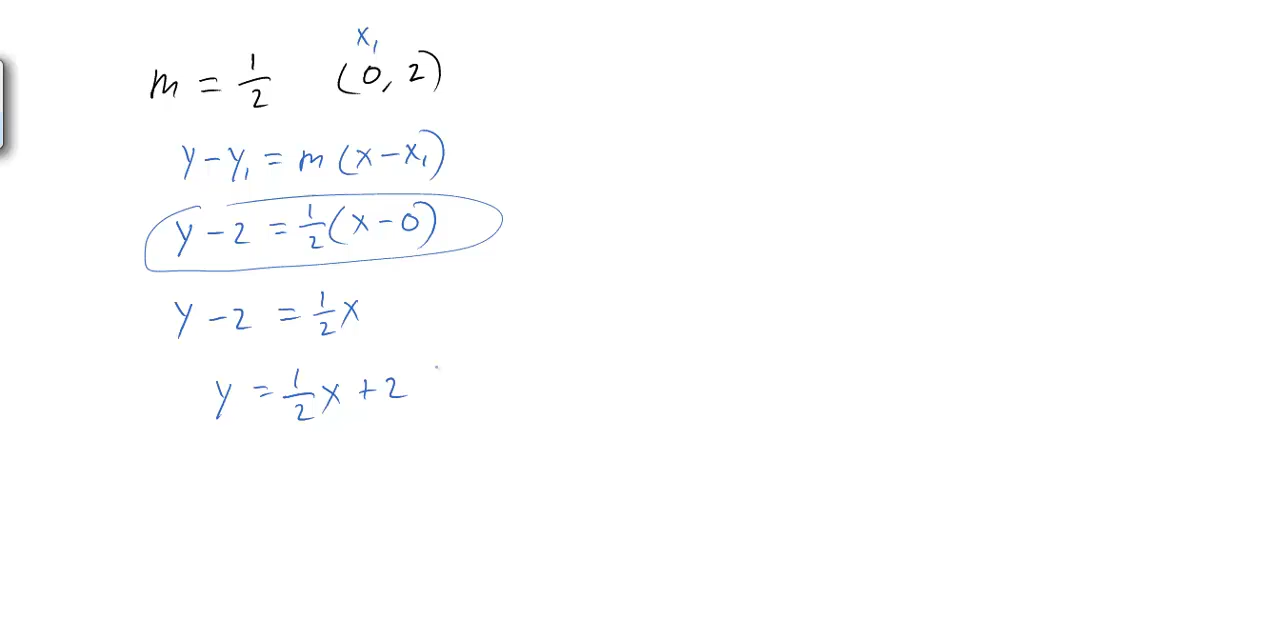 x₁
m = 1/2 (0, 2)
y - y₁ = m(x - x₁)
y - 2 = 1/2(x - 0)
y - 2 = 1/2x
y = 1/2x + 2